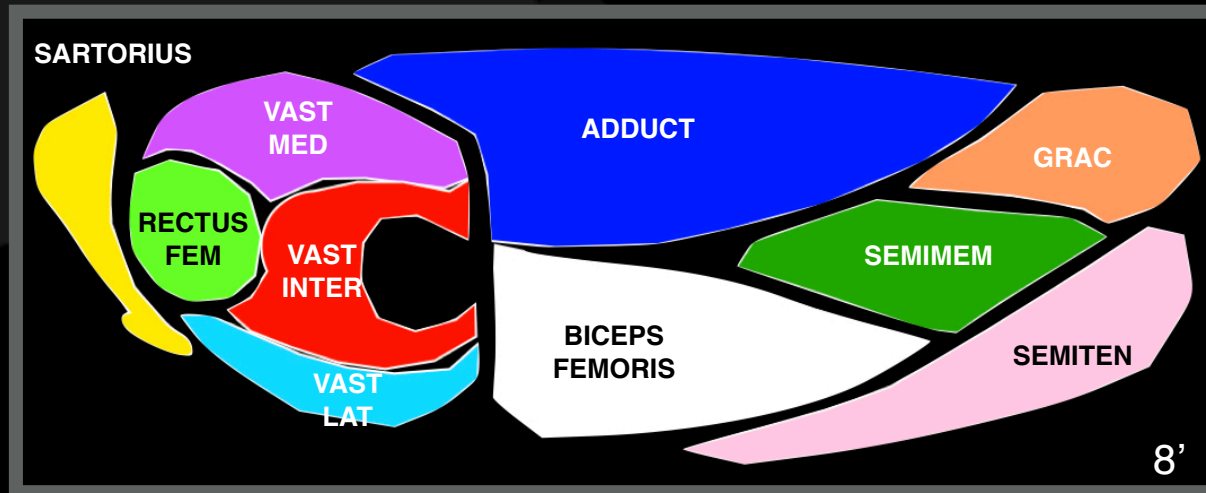 SARTORIUS
VAST
MED
ADDUCT
GRAC
RECTUS
FEM
VAST
INTER
SEMIMEM
BICEPS
FEMORIS
SEMITEN
VAST
LAT
8’